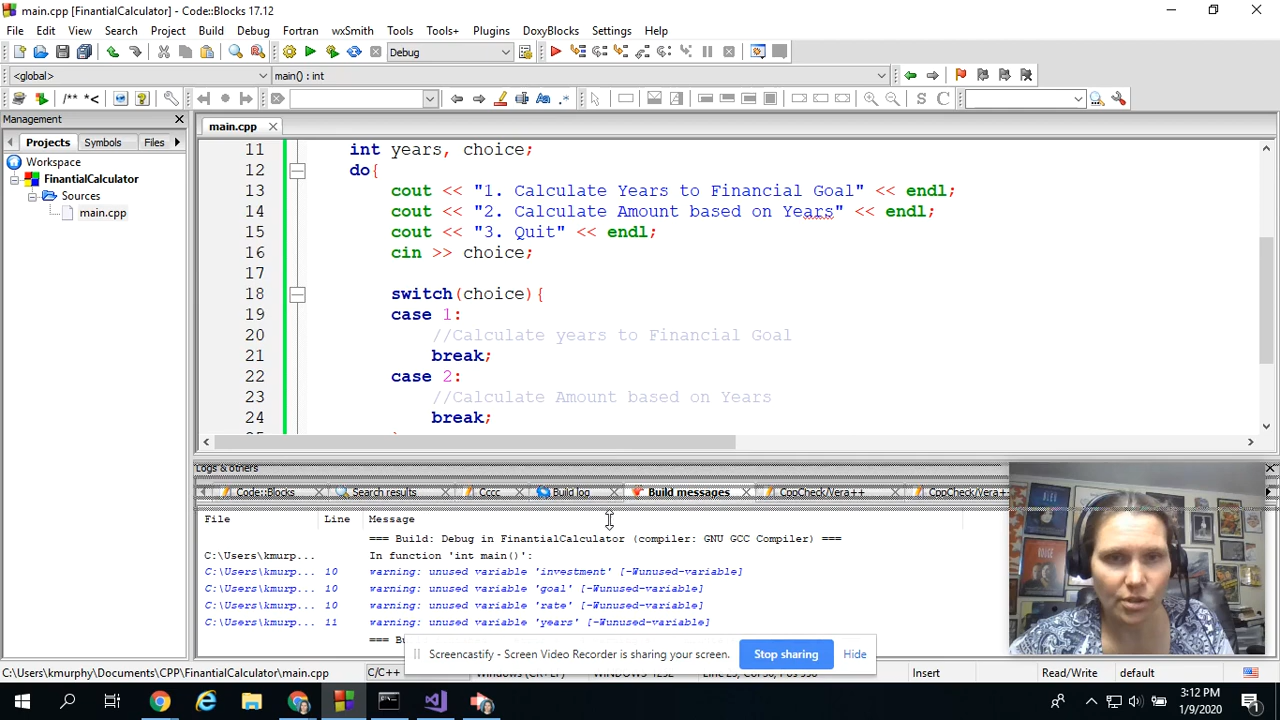 main.cpp [FinantialCalculator] - Code::Blocks 17.12
File Edit View Search Project Build Debug Fortran wxSmith Tools Tools+ Plugins DoxyBlocks Settings Help
Debug
<global> main() : int
/** *< .* S C
Management
main.cpp
Projects Symbols Files
Workspace
FinantialCalculator
Sources
main.cpp
11 int years, choice;
12 do{
13 cout << "1. Calculate Years to Financial Goal" << endl;
14 cout << "2. Calculate Amount based on Years" << endl;
15 cout << "3. Quit" << endl;
16 cin >> choice;
17
18 switch(choice){
19 case 1:
20 //Calculate years to Financial Goal
21 break;
22 case 2:
23 //Calculate Amount based on Years
24 break;
Logs & others
Code::Blocks Search results Cccc Build log Build messages CppCheck/Vera++ CppCheck/Vera++
File Line Message
=== Build: Debug in FinantialCalculator (compiler: GNU GCC Compiler) ===
C:\Users\kmurp... In function 'int main()':
C:\Users\kmurp... 10 warning: unused variable 'investment' [-Wunused-variable]
C:\Users\kmurp... 10 warning: unused variable 'goal' [-Wunused-variable]
C:\Users\kmurp... 10 warning: unused variable 'rate' [-Wunused-variable]
C:\Users\kmurp... 11 warning: unused variable 'years' [-Wunused-variable]
Screencastify - Screen Video Recorder is sharing your screen. Stop sharing Hide
C:\Users\kmurphy\Documents\CPP\FinantialCalculator\main.cpp C/C++ Insert Read/Write default
3:12 PM
1/9/2020